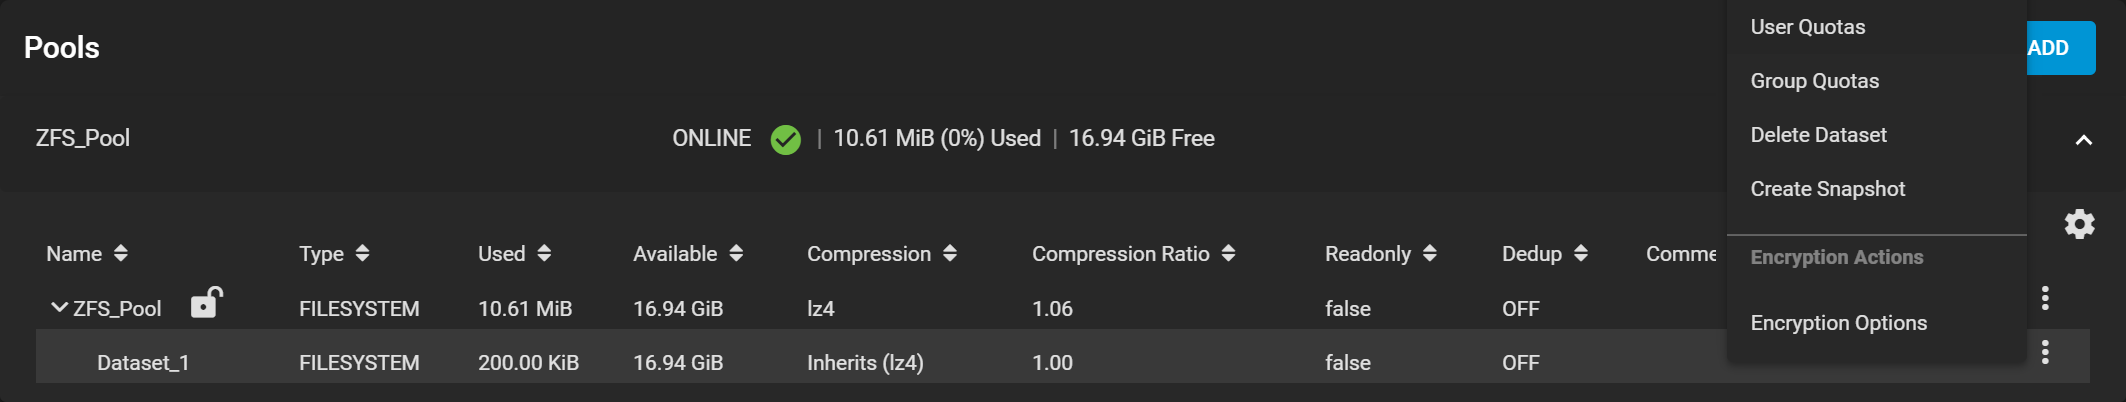 Pools
ADD
ZFS_Pool
ONLINE | 10.61 MiB (0%) Used | 16.94 GiB Free
Name Type Used Available Compression Compression Ratio Readonly Dedup Comme
ZFS_Pool FILESYSTEM 10.61 MiB 16.94 GiB lz4 1.06 false OFF
Dataset_1 FILESYSTEM 200.00 KiB 16.94 GiB Inherits (lz4) 1.00 false OFF
User Quotas
Group Quotas
Delete Dataset
Create Snapshot
Encryption Actions
Encryption Options